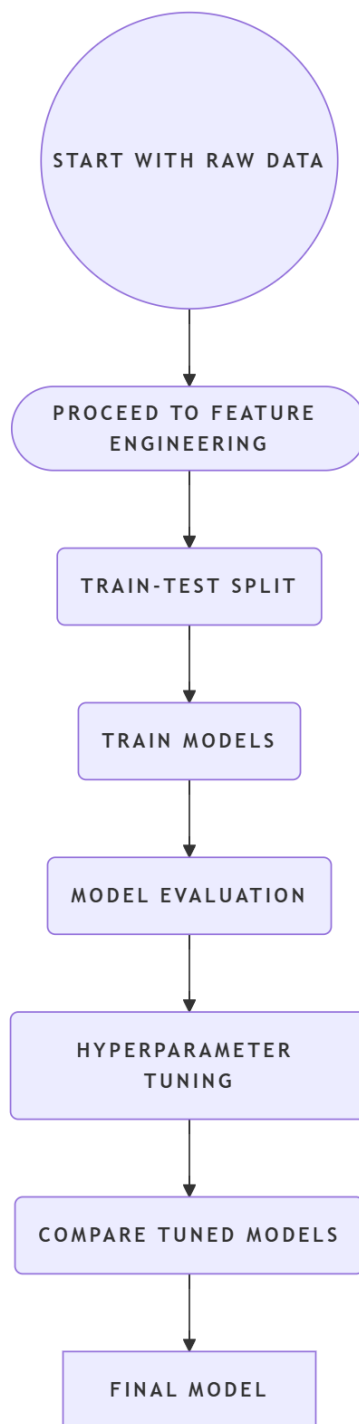 START WITH RAW DATA
PROCEED TO FEATURE
ENGINEERING
TRAIN-TEST SPLIT
TRAIN MODELS
MODEL EVALUATION
HYPERPARAMETER
TUNING
COMPARE TUNED MODELS
FINAL MODEL